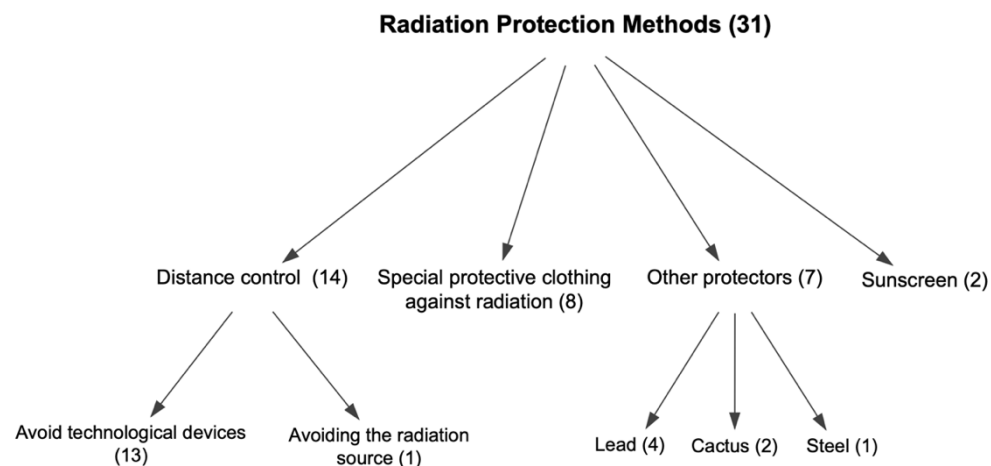 Radiation Protection Methods (31)
Distance control (14)
Special protective clothing
against radiation (8)
Other protectors (7)
Sunscreen (2)
Avoid technological devices
(13)
Avoiding the radiation
source (1)
Lead (4)
Cactus (2)
Steel (1)